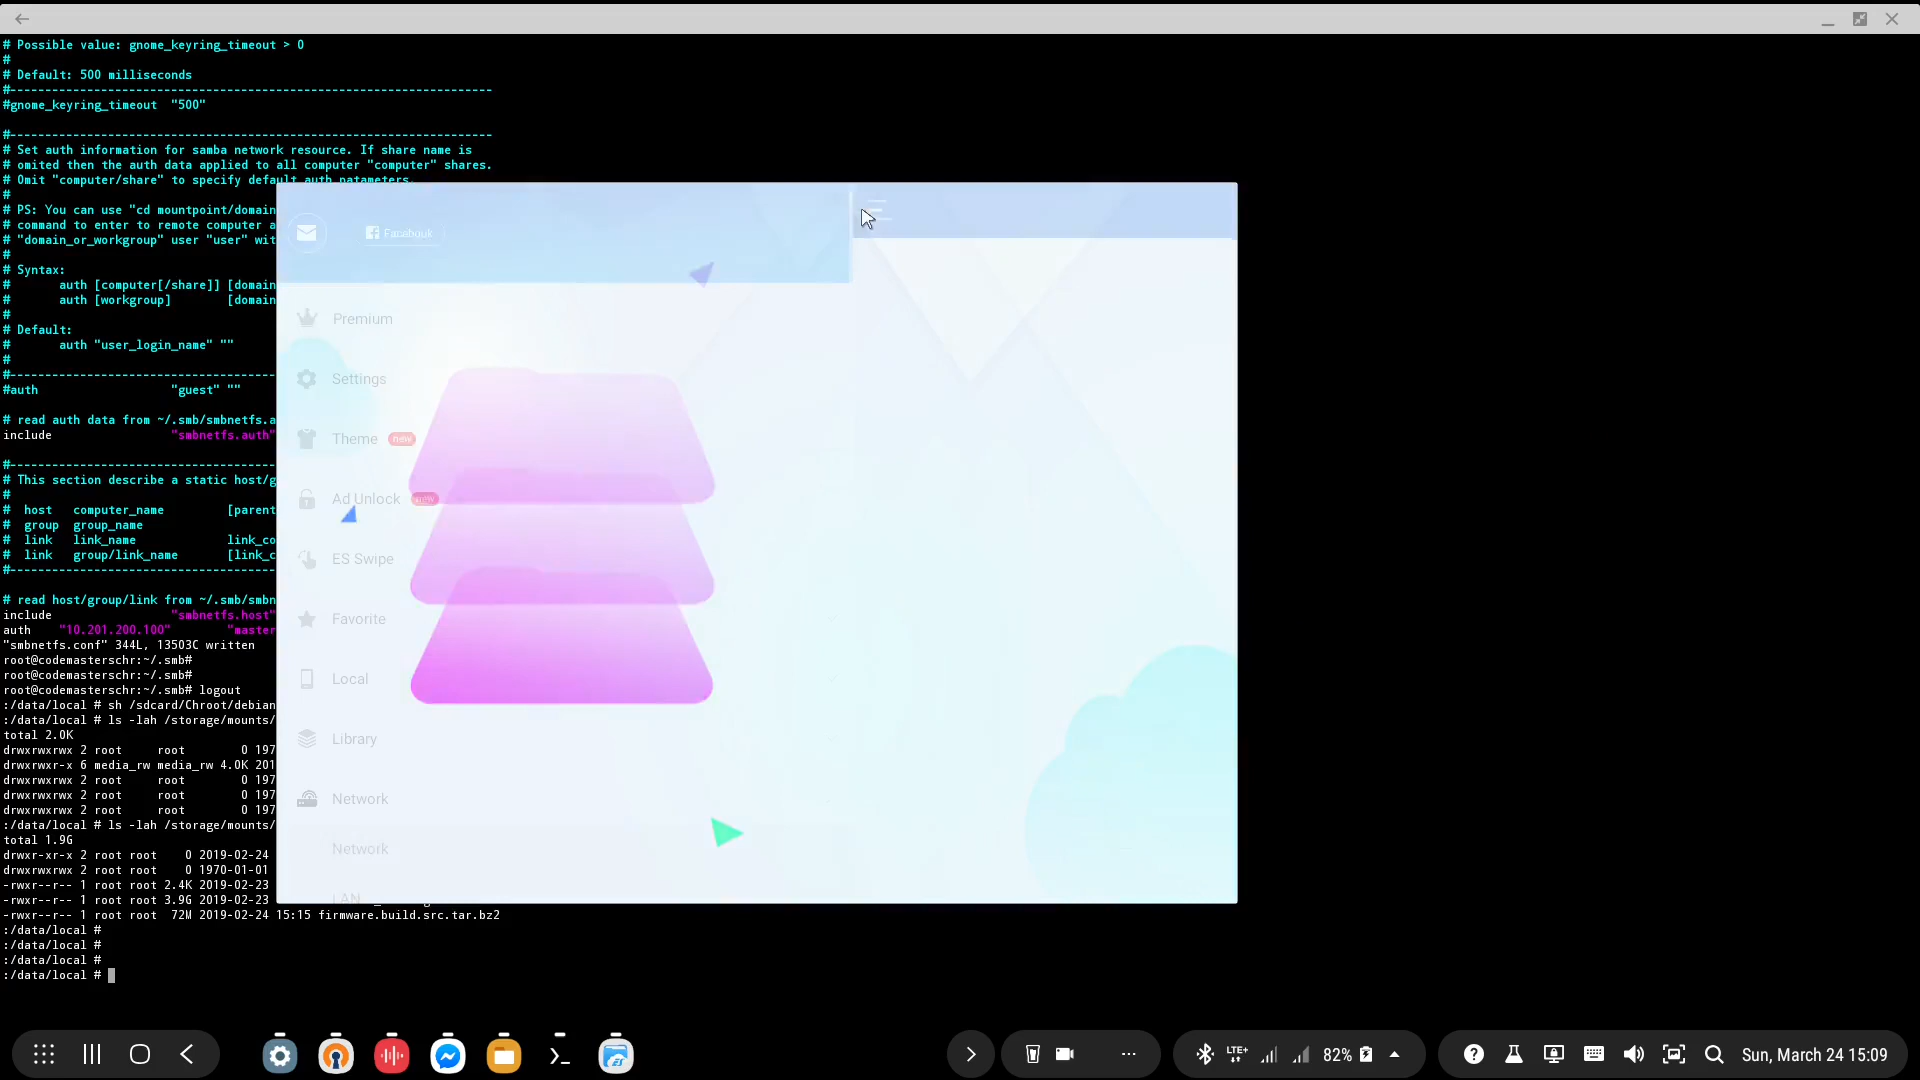 # Possible value: gnome_keyring_timeout > 0
#
# Default: 500 milliseconds
#---------------------------------------------------------------------
#gnome_keyring_timeout  "500"
#---------------------------------------------------------------------
# Set auth information for samba network resource. If share name is
# omited then the auth data applied to all computer "computer" shares.
# Omit "computer/share" to specify default auth patameters.
#
# PS: You can use "cd mountpoint/domain
# command to enter to remote computer a
# "domain_or_workgroup" user "user" wit
#
# Syntax:
#       auth [computer[/share]] [domain
#       auth [workgroup]        [domain
#
# Default:
#       auth "user_login_name" ""
#
#--------------------------------------
#auth                   "guest" ""
# read auth data from ~/.smb/smbnetfs.a
include                 "smbnetfs.auth"
#--------------------------------------
# This section describe a static host/g
#
#  host   computer_name         [parent
#  group  group_name
#  link   link_name             link_co
#  link   group/link_name       [link_c
#--------------------------------------
# read host/group/link from ~/.smb/smbn
include                 "smbnetfs.host"
auth    "10.201.200.100"        "master
"smbnetfs.conf" 344L, 13503C written
root@codemasterschr:~/.smb#
root@codemasterschr:~/.smb#
root@codemasterschr:~/.smb# logout
:/data/local # sh /sdcard/Chroot/debian
:/data/local # ls -lah /storage/mounts/
total 2.0K
drwxrwxrwx 2 root     root        0 197
drwxrwxr-x 6 media_rw media_rw 4.0K 201
drwxrwxrwx 2 root     root        0 197
drwxrwxrwx 2 root     root        0 197
drwxrwxrwx 2 root     root        0 197
:/data/local # ls -lah /storage/mounts/
total 1.9G
drwxr-xr-x 2 root root    0 2019-02-24
drwxrwxrwx 2 root root    0 1970-01-01
-rwxr--r-- 1 root root 2.4K 2019-02-23
-rwxr--r-- 1 root root 3.9G 2019-02-23
-rwxr--r-- 1 root root  72M 2019-02-24 15:15 firmware.build.src.tar.bz2
:/data/local #
:/data/local #
:/data/local #
:/data/local #
Facebook
Premium
Settings
Theme new
Ad Unlock new
ES Swipe
Favorite
Local
Library
Network
Network
LAN
LTE+ 82% Sun, March 24 15:09